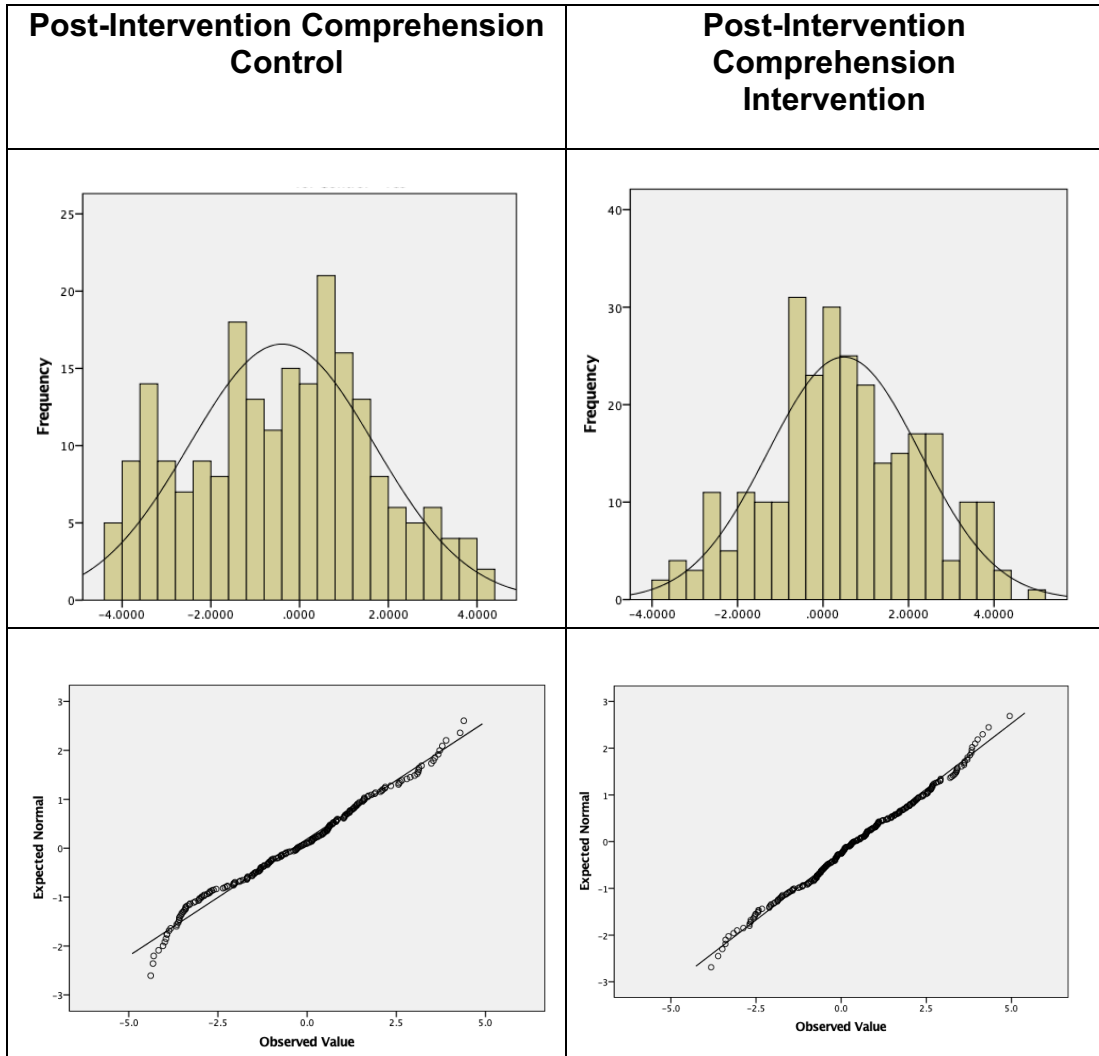 Post-Intervention Comprehension
Control
Post-Intervention
Comprehension
Intervention
25
20
15
10
5
0
Frequency
-4.0000 -2.0000 .0000 2.0000 4.0000
40
30
20
10
0
Frequency
-4.0000 -2.0000 .0000 2.0000 4.0000
3
2
1
0
-1
-2
-3
Expected Normal
-5.0 -2.5 0.0 2.5 5.0
Observed Value
3
2
1
0
-1
-2
-3
Expected Normal
-5.0 -2.5 0.0 2.5 5.0
Observed Value